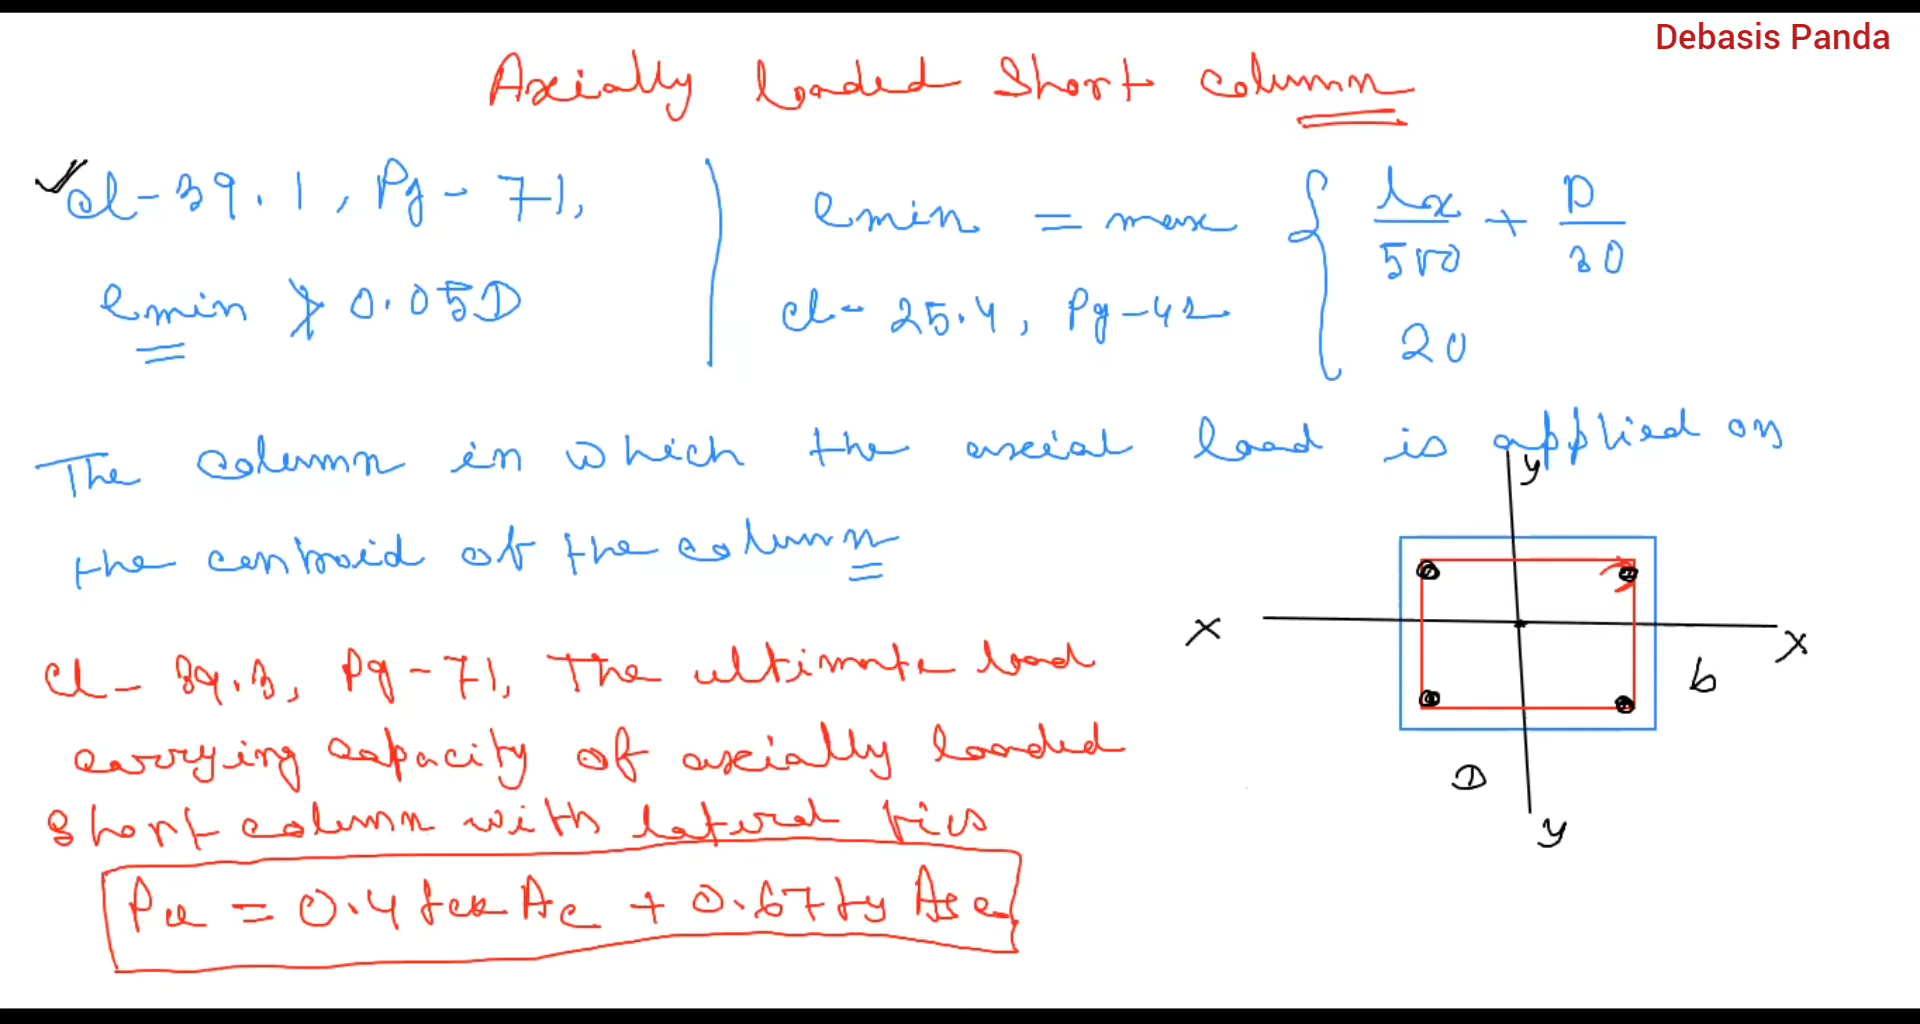 Debasis Panda
Axially loaded Short column
✓ cl-39.1, Pg-71,
emin ≯ 0.05D
emin = max { lx/500 + D/30
cl-25.4, Pg-42
20
The column in which the axial load is applied on
the centroid of the column
cl-39.3, Pg-71, The ultimate load
carrying capacity of axially loaded
short column with lateral ties
Pu = 0.4 fck Ac + 0.67 fy Asc
y
x
x
b
D
y